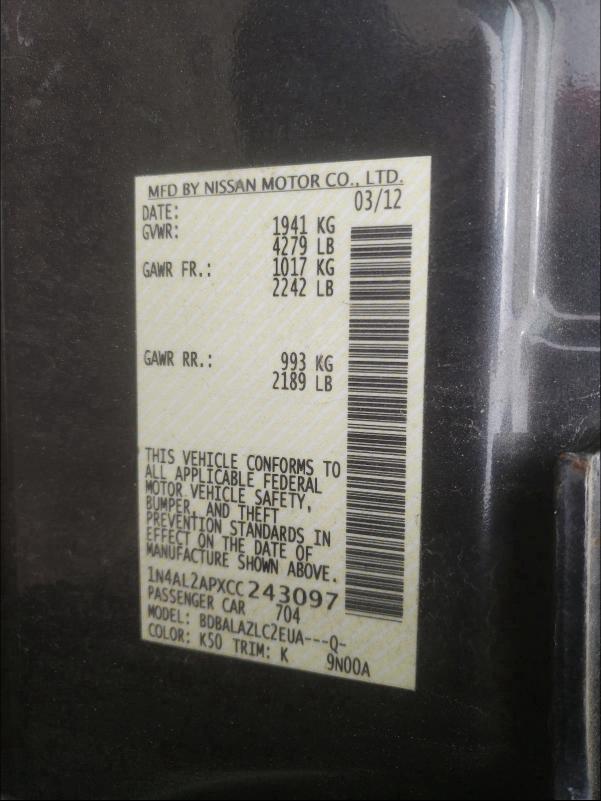 MFD BY NISSAN MOTOR CO., LTD.
DATE: 03/12
GVWR: 1941 KG
4279 LB
GAWR FR.: 1017 KG
2242 LB
GAWR RR.: 993 KG
2189 LB
THIS VEHICLE CONFORMS TO
ALL APPLICABLE FEDERAL
MOTOR VEHICLE SAFETY,
BUMPER, AND THEFT
PREVENTION STANDARDS IN
EFFECT ON THE DATE OF
MANUFACTURE SHOWN ABOVE.
1N4AL2APXCC243097
PASSENGER CAR 704
MODEL: BDBALAZLC2EUA---Q-
COLOR: K50 TRIM: K 9N00A